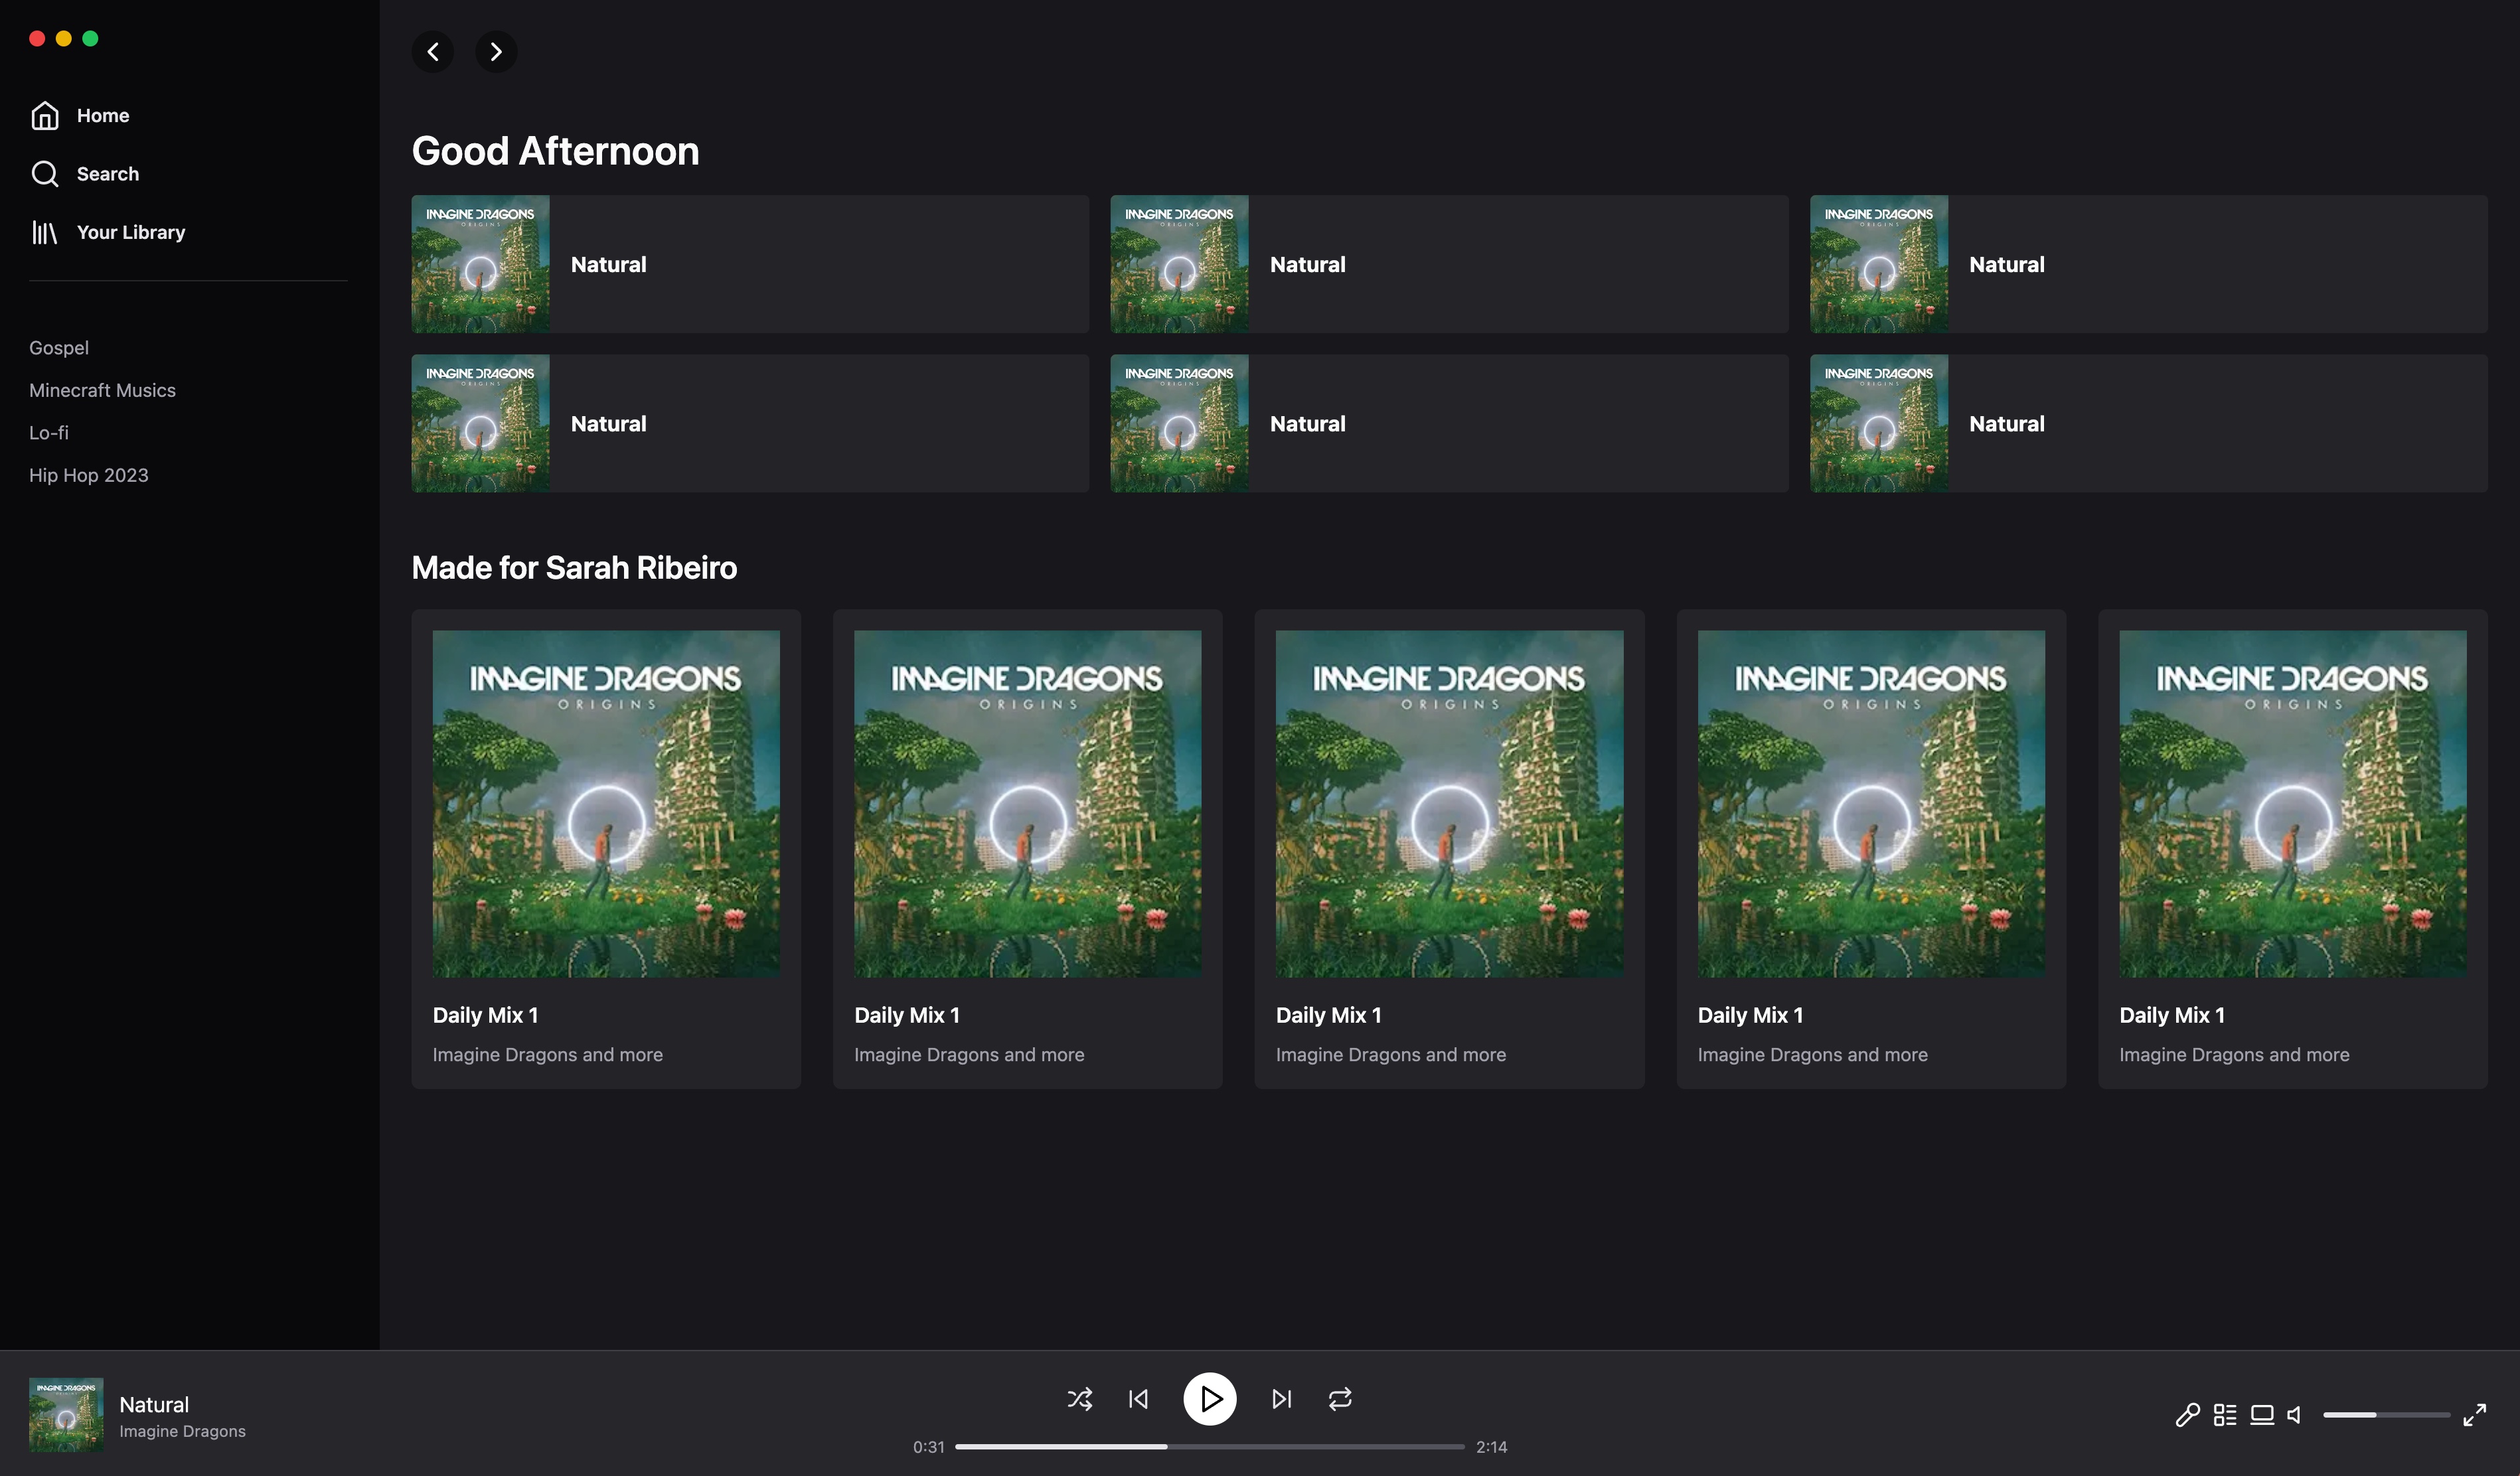 Home
Search
Your Library
Gospel
Minecraft Musics
Lo-fi
Hip Hop 2023
Good Afternoon
IMAGINE DRAGONS
ORIGINS
Natural
IMAGINE DRAGONS
ORIGINS
Natural
IMAGINE DRAGONS
ORIGINS
Natural
IMAGINE DRAGONS
ORIGINS
Natural
IMAGINE DRAGONS
ORIGINS
Natural
IMAGINE DRAGONS
ORIGINS
Natural
Made for Sarah Ribeiro
IMAGINE DRAGONS
ORIGINS
Daily Mix 1
Imagine Dragons and more
IMAGINE DRAGONS
ORIGINS
Daily Mix 1
Imagine Dragons and more
IMAGINE DRAGONS
ORIGINS
Daily Mix 1
Imagine Dragons and more
IMAGINE DRAGONS
ORIGINS
Daily Mix 1
Imagine Dragons and more
IMAGINE DRAGONS
ORIGINS
Daily Mix 1
Imagine Dragons and more
IMAGINE DRAGONS
Natural
Imagine Dragons
0:31
2:14